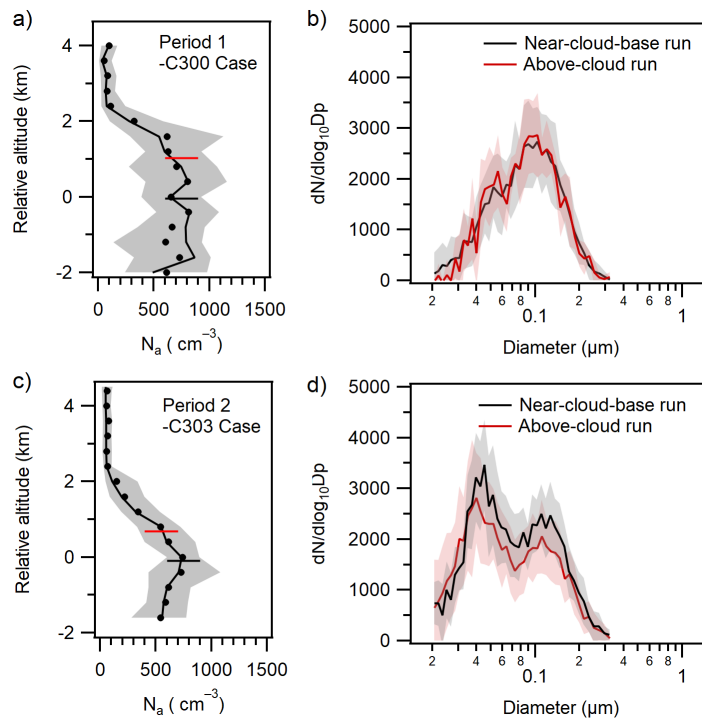 a)
Period 1
-C300 Case
Relative altitude (km)
4
2
0
-2
0
500
1000
1500
Nₐ ( cm⁻³)
b)
Near-cloud-base run
Above-cloud run
dN/dlog₁₀Dp
5000
4000
3000
2000
1000
0
2
4
6
8
0.1
2
4
6
8
1
Diameter (µm)
c)
Period 2
-C303 Case
Relative altitude (km)
4
2
0
-2
0
500
1000
1500
Nₐ ( cm⁻³)
d)
Near-cloud-base run
Above-cloud run
dN/dlog₁₀Dp
5000
4000
3000
2000
1000
0
2
4
6
8
0.1
2
4
6
8
1
Diameter (µm)